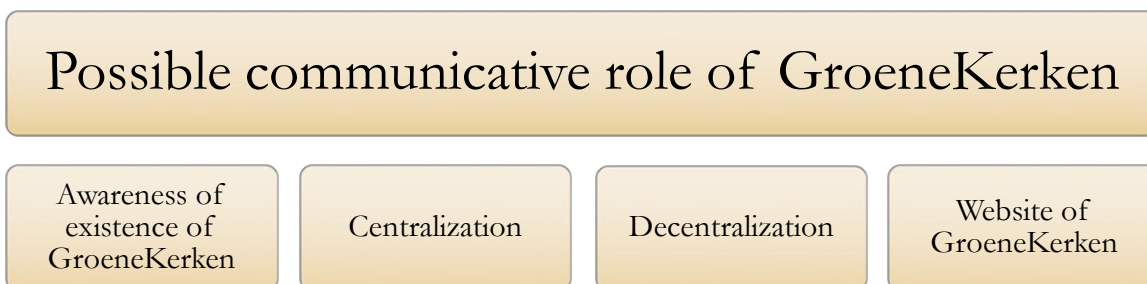 Possible communicative role of GroeneKerken
Awareness of
existence of
GroeneKerken
Centralization
Decentralization
Website of
GroeneKerken